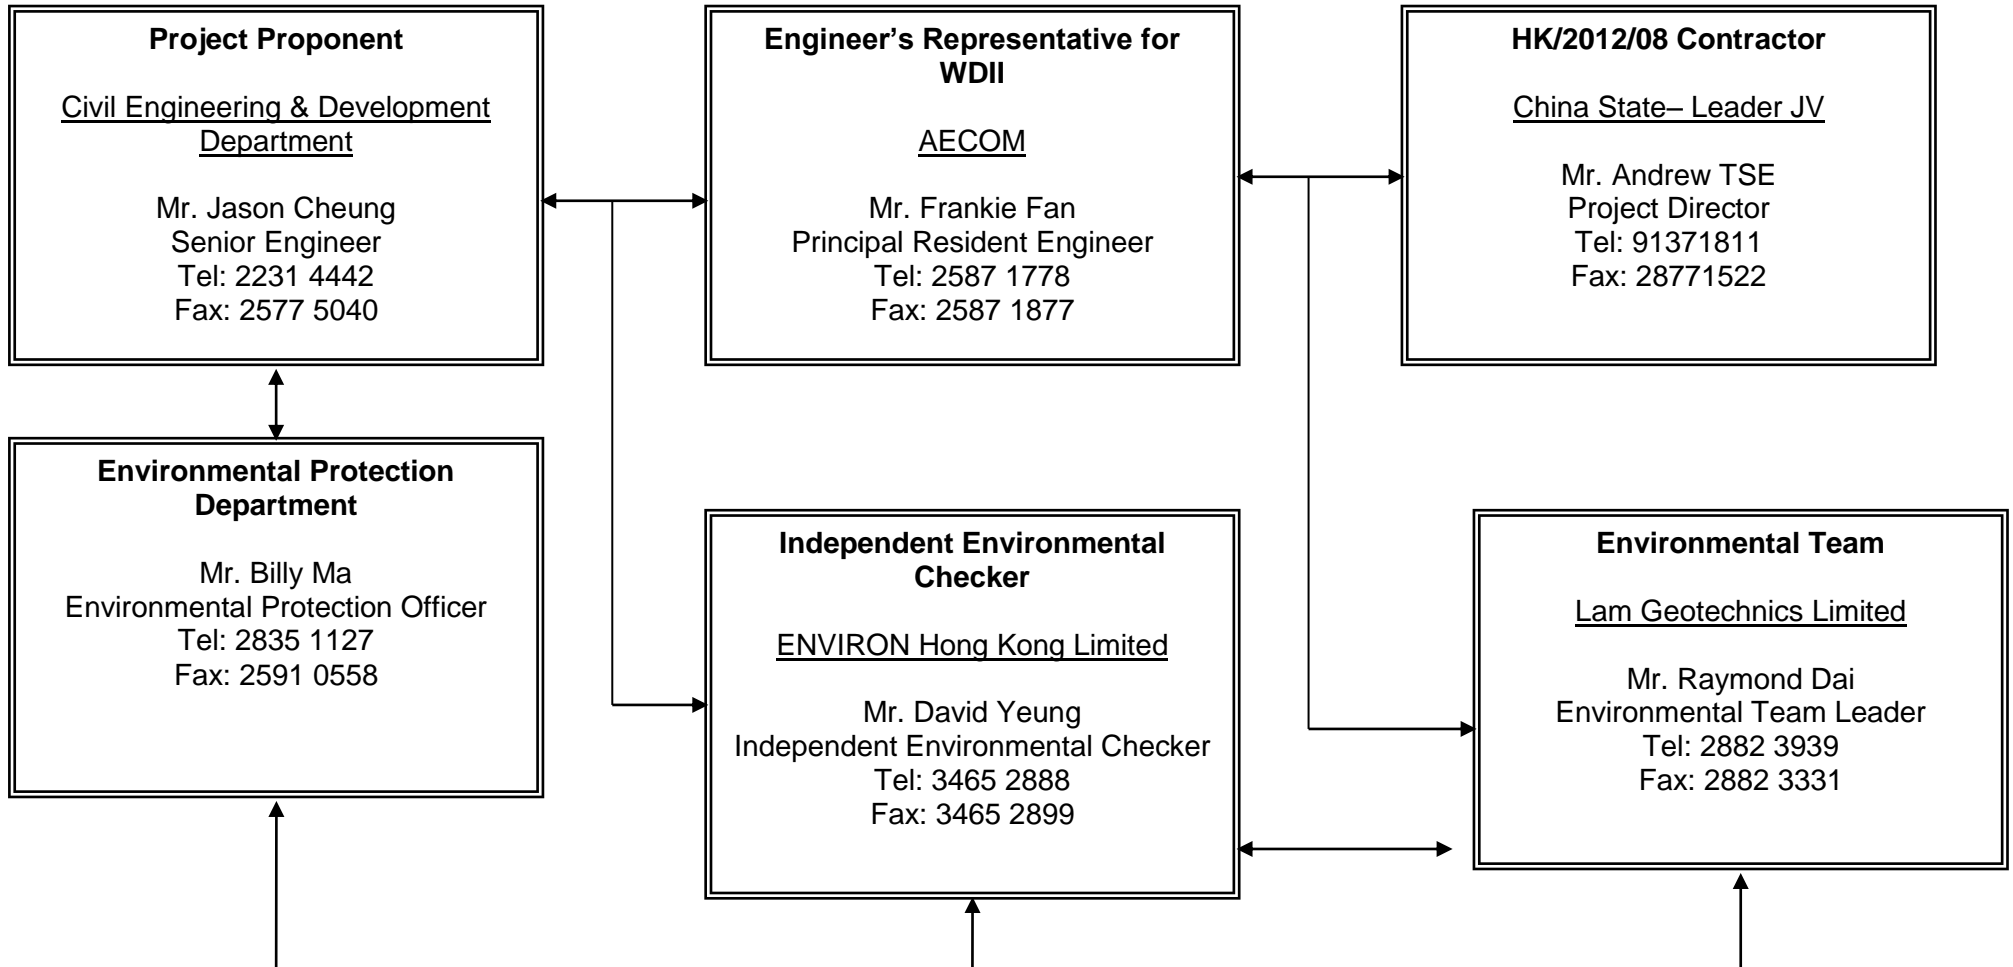 Project Proponent
Civil Engineering & Development
Department
Mr. Jason Cheung
Senior Engineer
Tel: 2231 4442
Fax: 2577 5040
Engineer’s Representative for
WDII
AECOM
Mr. Frankie Fan
Principal Resident Engineer
Tel: 2587 1778
Fax: 2587 1877
HK/2012/08 Contractor
China State– Leader JV
Mr. Andrew TSE
Project Director
Tel: 91371811
Fax: 28771522
Environmental Protection
Department
Mr. Billy Ma
Environmental Protection Officer
Tel: 2835 1127
Fax: 2591 0558
Independent Environmental
Checker
ENVIRON Hong Kong Limited
Mr. David Yeung
Independent Environmental Checker
Tel: 3465 2888
Fax: 3465 2899
Environmental Team
Lam Geotechnics Limited
Mr. Raymond Dai
Environmental Team Leader
Tel: 2882 3939
Fax: 2882 3331